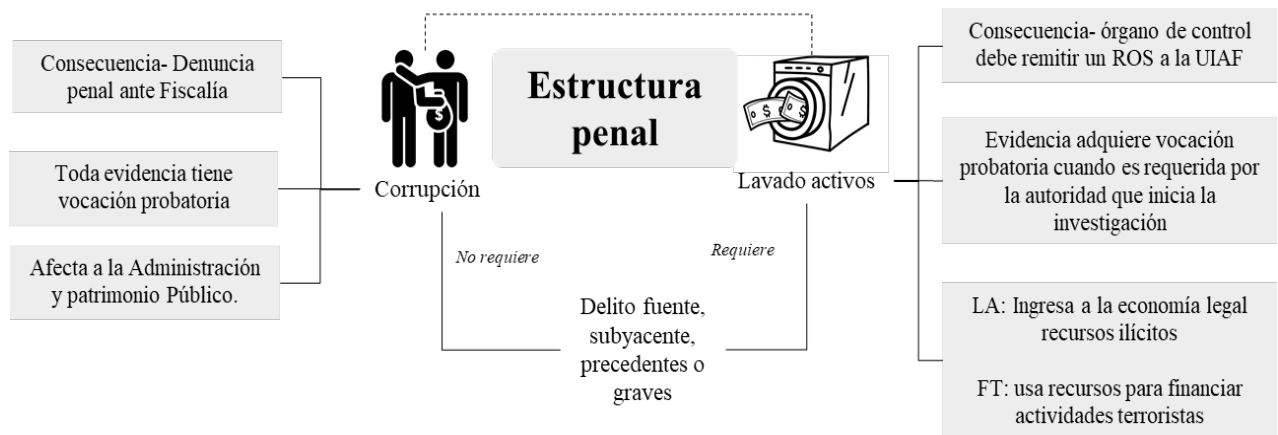 Consecuencia- Denuncia
penal ante Fiscalía
Toda evidencia tiene
vocación probatoria
Afecta a la Administración
y patrimonio Público.
$
Corrupción
Estructura
penal
$
$
Lavado activos
No requiere
Requiere
Delito fuente,
subyacente,
precedentes o
graves
Consecuencia- órgano de control
debe remitir un ROS a la UIAF
Evidencia adquiere vocación
probatoria cuando es requerida por
la autoridad que inicia la
investigación
LA: Ingresa a la economía legal
recursos ilícitos
FT: usa recursos para financiar
actividades terroristas